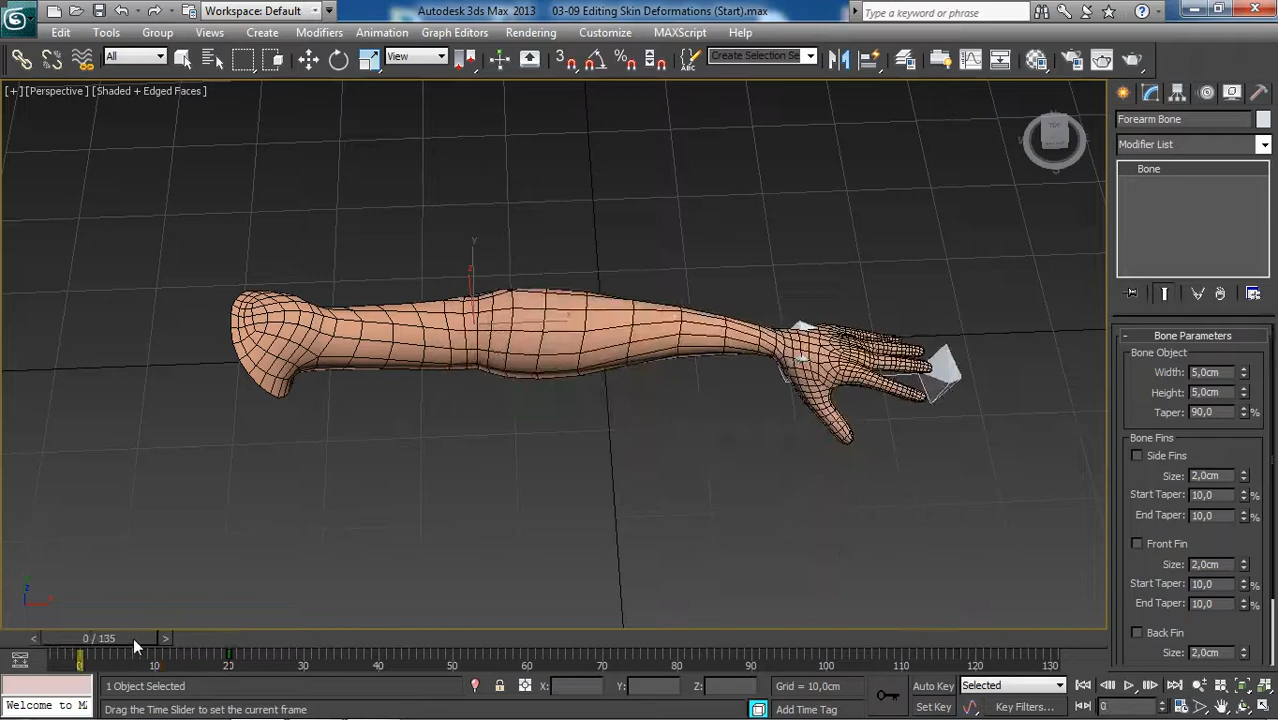 Workspace: Default
Autodesk 3ds Max 2013    03-09 Editing Skin Deformations (Start).max
Type a keyword or phrase
Edit Tools Group Views Create Modifiers Animation Graph Editors Rendering Customize MAXScript Help
All
View
Create Selection Se
[+] [Perspective] [Shaded + Edged Faces]
Forearm Bone
Modifier List
Bone
Bone Parameters
Bone Object
Width: 5,0cm
Height: 5,0cm
Taper: 90,0 %
Bone Fins
Side Fins
Size: 2,0cm
Start Taper: 10,0 %
End Taper: 10,0 %
Front Fin
Size: 2,0cm
Start Taper: 10,0 %
End Taper: 10,0 %
Back Fin
Size: 2,0cm
TOP
y
z
x
z
x
< 0 / 135 >
0 10 20 30 40 50 60 70 80 90 100 110 120 130
1 Object Selected
X: Y: Z:
Grid = 10,0cm
Auto Key
Selected
Welcome to M
Drag the Time Slider to set the current frame
Add Time Tag
Set Key
Key Filters...
0